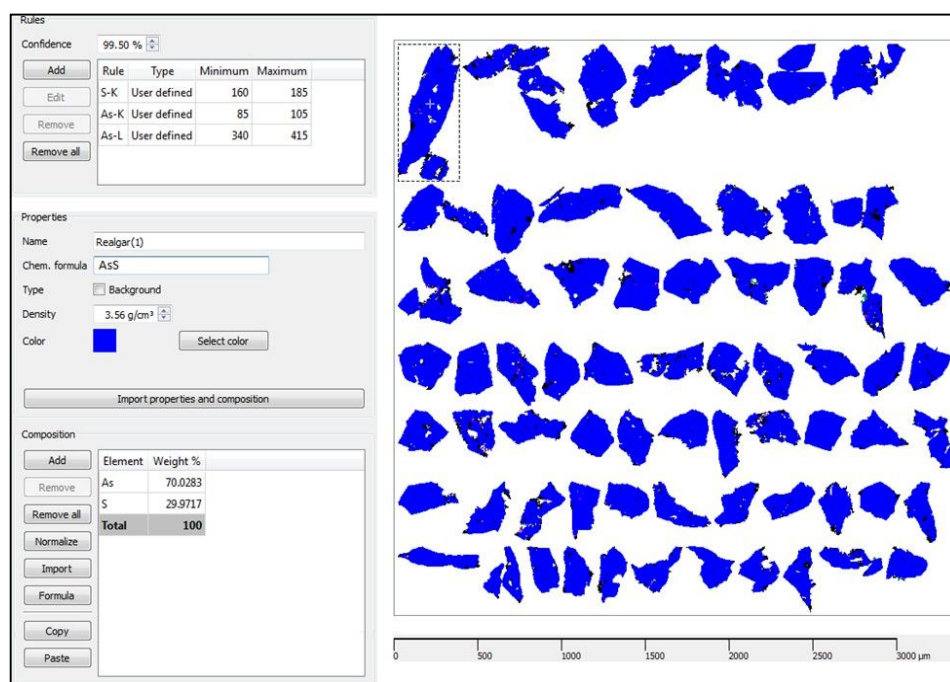 Rules
Confidence 99.50 %
Add
Edit
Remove
Remove all
Rule Type Minimum Maximum
S-K User defined 160 185
As-K User defined 85 105
As-L User defined 340 415
Properties
Name Realgar(1)
Chem. formula AsS
Type Background
Density 3.56 g/cm³
Color Select color
Import properties and composition
Composition
Add
Remove
Remove all
Normalize
Import
Formula
Copy
Paste
Element Weight %
As 70.0283
S 29.9717
Total 100
0 500 1000 1500 2000 2500 3000 µm